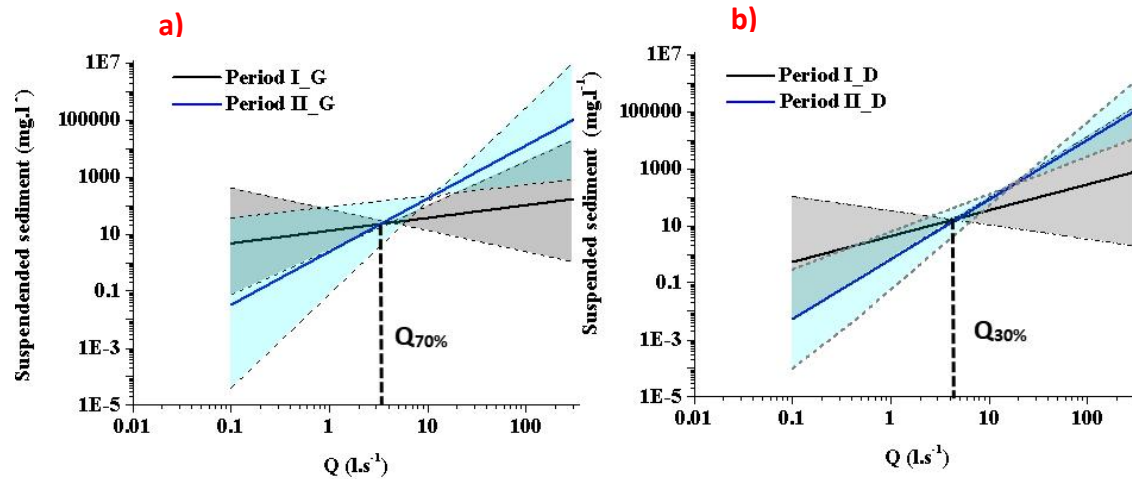 a)
Suspendended sediment (mg.l-1)
1E7
100000
1000
10
0.1
1E-3
1E-5
Period I_G
Period II_G
Q70%
0.01
0.1
1
10
100
Q (l.s-1)
b)
Suspended sediment (mg.l-1)
1E7
100000
1000
10
0.1
1E-3
1E-5
Period I_D
Period II_D
Q30%
0.01
0.1
1
10
100
Q (l.s-1)